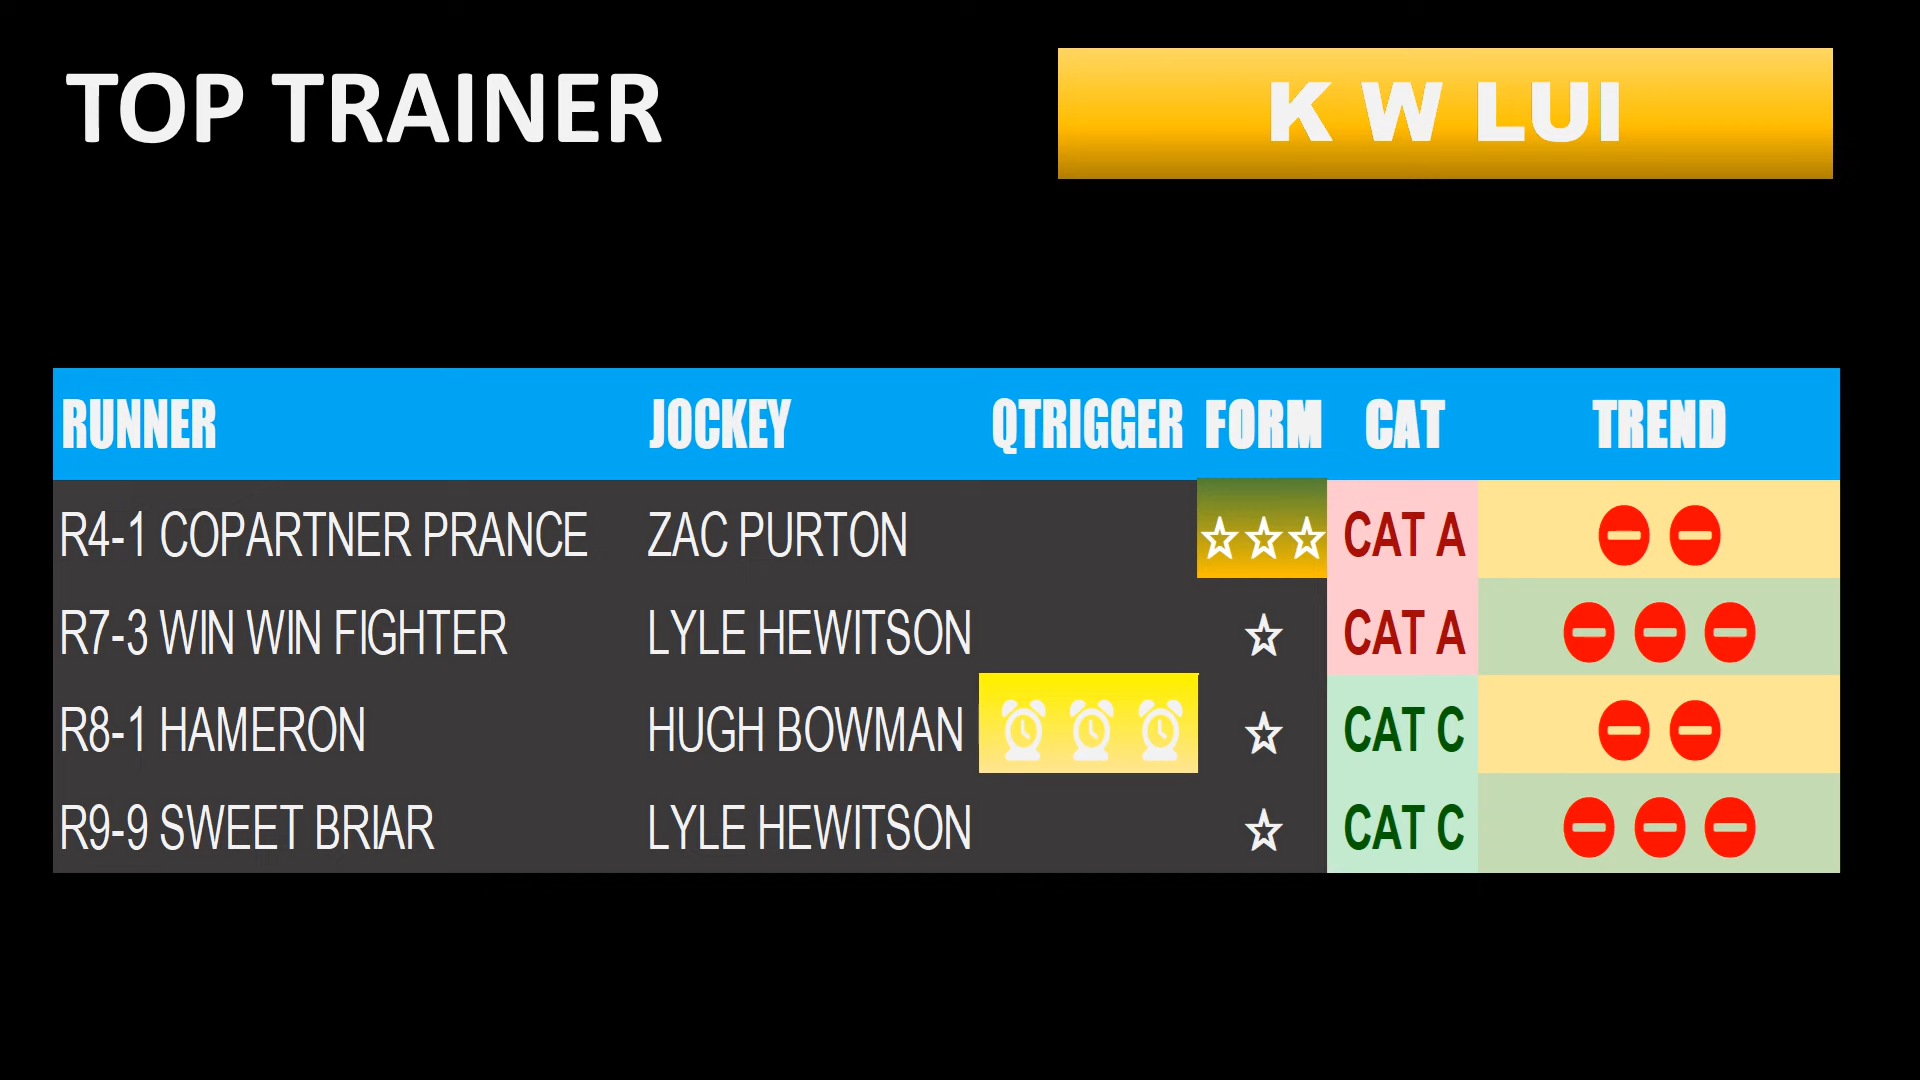 TOP TRAINER
K W LUI
RUNNER JOCKEY QTRIGGER FORM CAT TREND
R4-1 COPARTNER PRANCE ZAC PURTON ☆☆☆ CAT A ⛔ ⛔
R7-3 WIN WIN FIGHTER LYLE HEWITSON ☆ CAT A ⛔ ⛔ ⛔
R8-1 HAMERON HUGH BOWMAN ⏰ ⏰ ⏰ ☆ CAT C ⛔ ⛔
R9-9 SWEET BRIAR LYLE HEWITSON ☆ CAT C ⛔ ⛔ ⛔